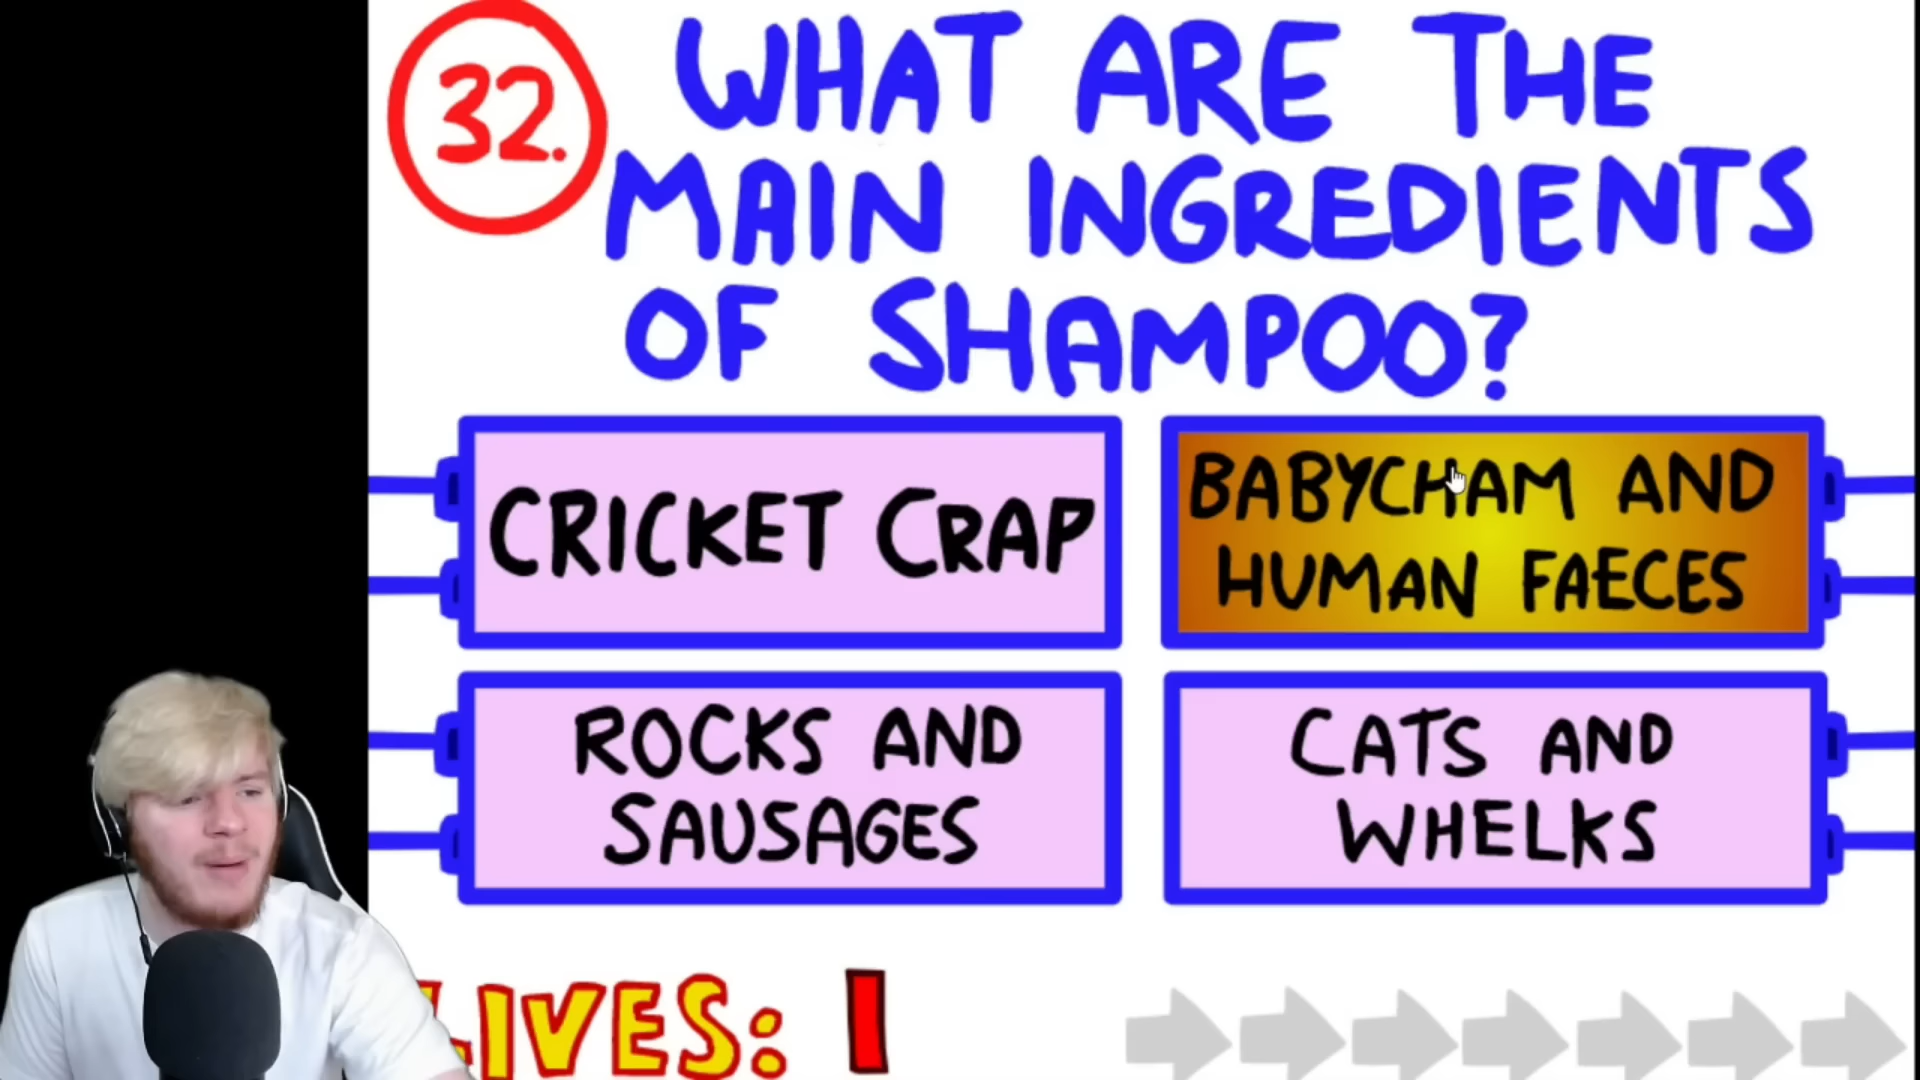 32.
WHAT ARE THE
MAIN INGREDIENTS
OF SHAMPOO?
CRICKET CRAP
BABYCHAM AND
HUMAN FAECES
ROCKS AND
SAUSAGES
CATS AND
WHELKS
LIVES: 1